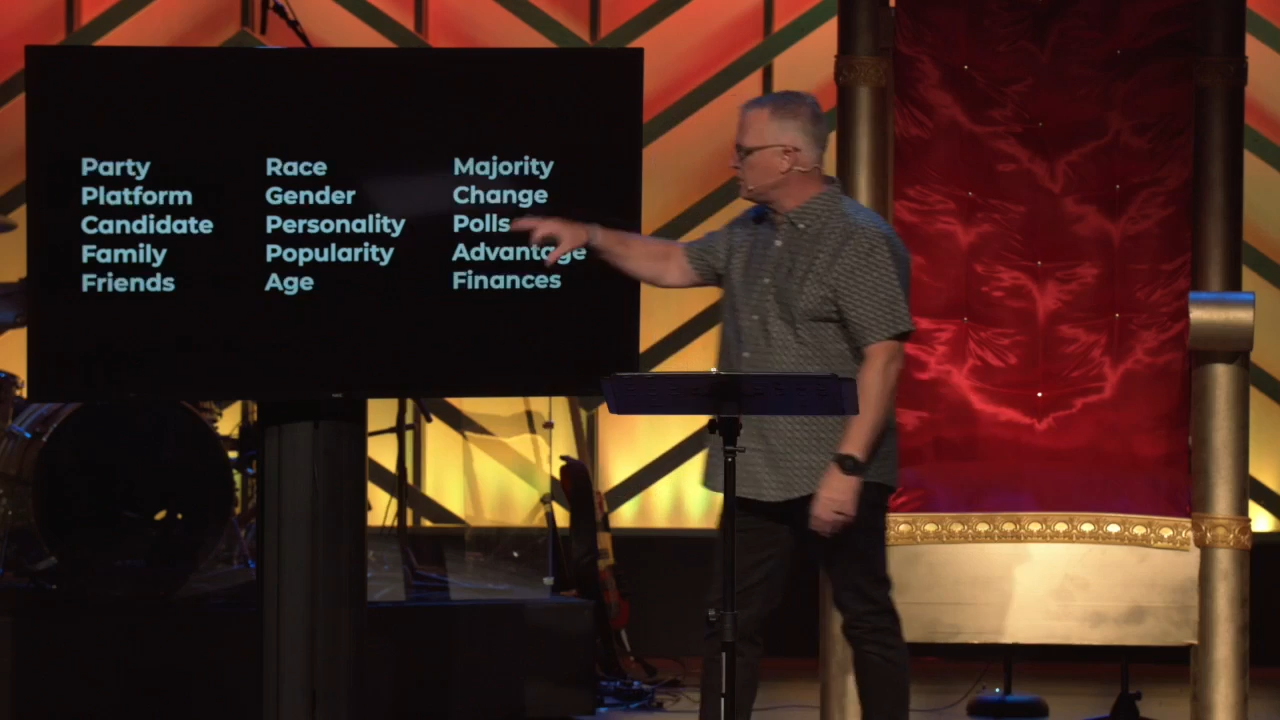 Party
Platform
Candidate
Family
Friends
Race
Gender
Personality
Popularity
Age
Majority
Change
Polls
Advantage
Finances